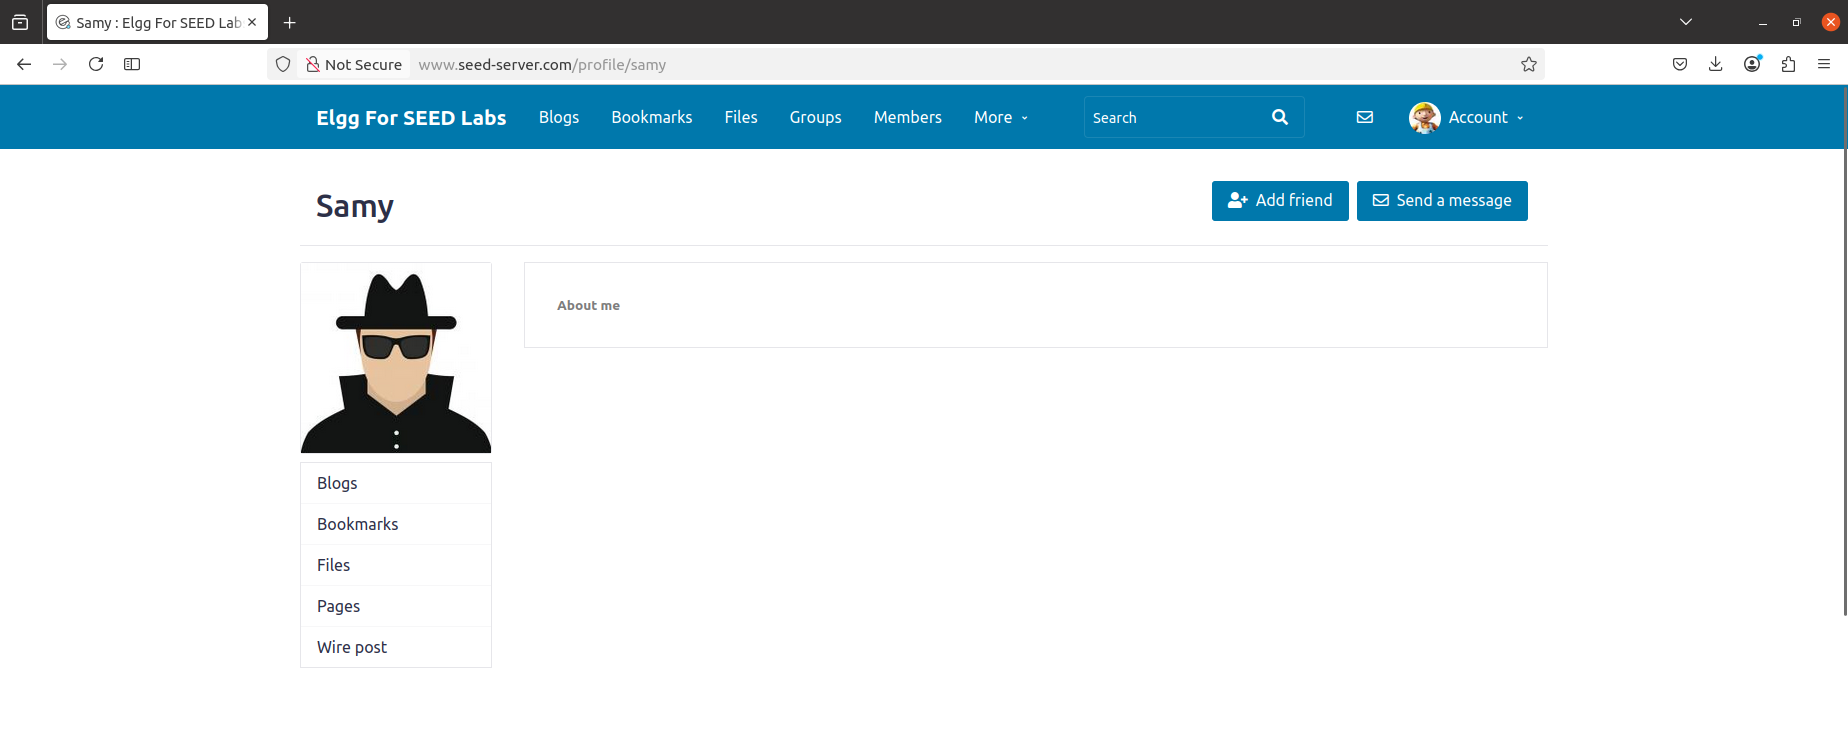 Samy : Elgg For SEED Lab
Not Secure www.seed-server.com/profile/samy
Elgg For SEED Labs Blogs Bookmarks Files Groups Members More Search Account
Samy Add friend Send a message
About me
Blogs
Bookmarks
Files
Pages
Wire post